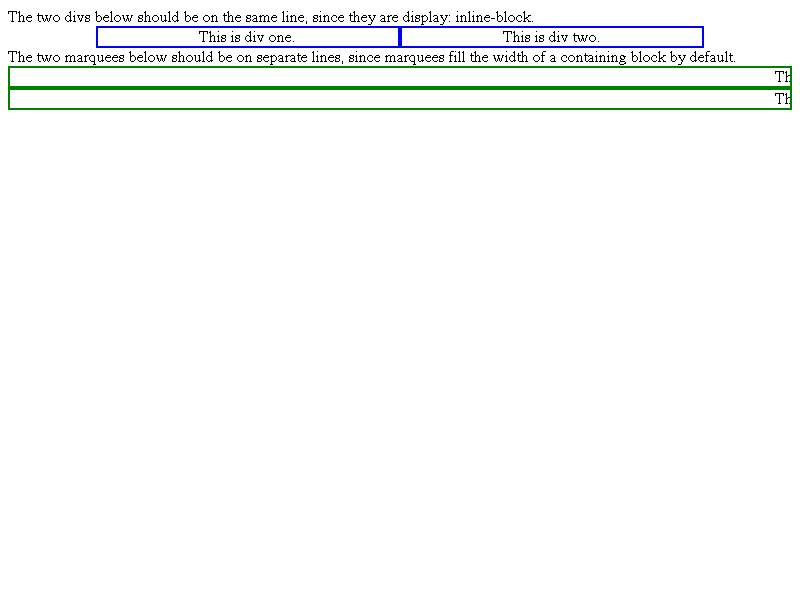 The two divs below should be on the same line, since they are display: inline-block.
This is div one. This is div two.
The two marquees below should be on separate lines, since marquees fill the width of a containing block by default.
Th
Th